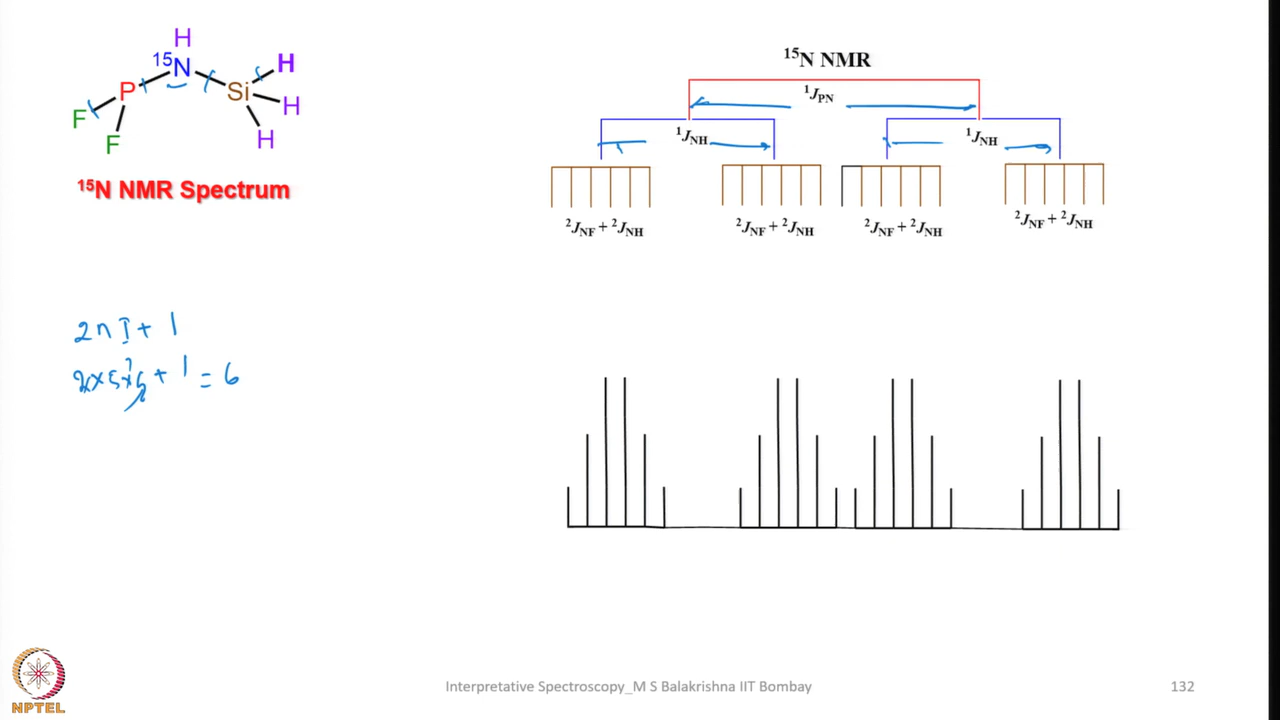 H
15N
H
P
Si
H
F
F
H
15N NMR Spectrum
15N NMR
1JPN
1JNH
1JNH
2JNF + 2JNH
2JNF + 2JNH
2JNF + 2JNH
2JNF + 2JNH
2nI + 1
+ 1 = 6
NPTEL
Interpretative Spectroscopy_M S Balakrishna IIT Bombay
132